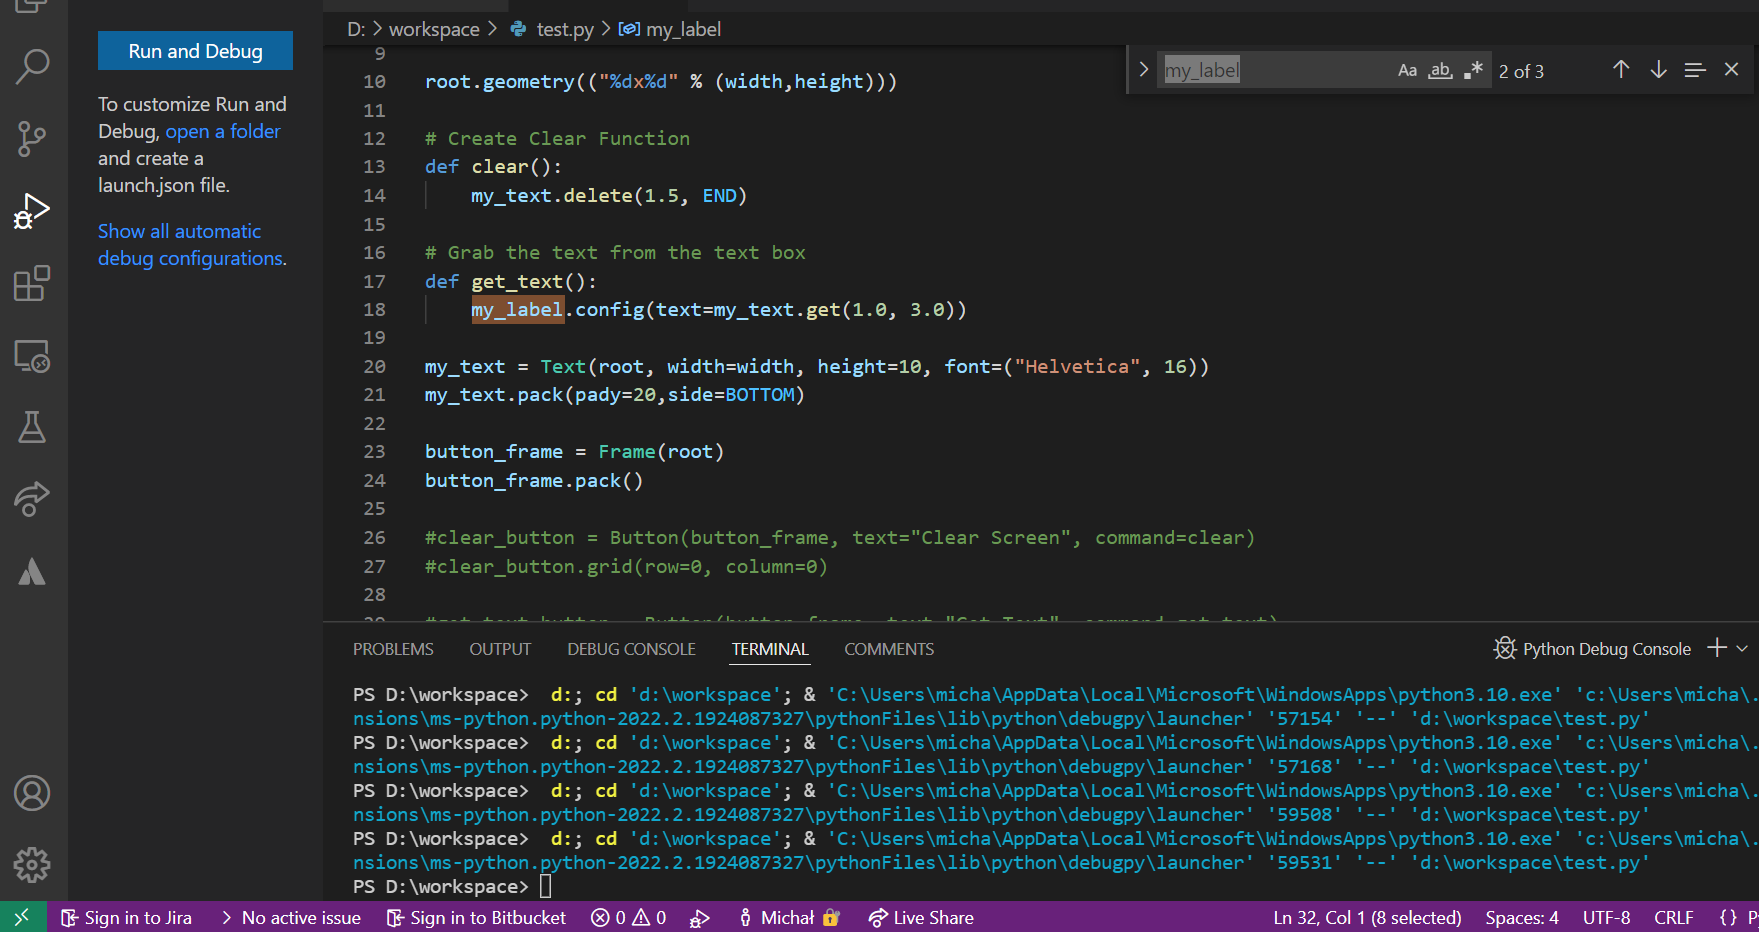 Run and Debug
To customize Run and
Debug, open a folder
and create a
launch.json file.
Show all automatic
debug configurations.
D: > workspace > test.py > my_label
my_label Aa ab .* 2 of 3
9
10 root.geometry(("%dx%d" % (width,height)))
11
12 # Create Clear Function
13 def clear():
14     my_text.delete(1.5, END)
15
16 # Grab the text from the text box
17 def get_text():
18     my_label.config(text=my_text.get(1.0, 3.0))
19
20 my_text = Text(root, width=width, height=10, font=("Helvetica", 16))
21 my_text.pack(pady=20,side=BOTTOM)
22
23 button_frame = Frame(root)
24 button_frame.pack()
25
26 #clear_button = Button(button_frame, text="Clear Screen", command=clear)
27 #clear_button.grid(row=0, column=0)
28
PROBLEMS OUTPUT DEBUG CONSOLE TERMINAL COMMENTS Python Debug Console
PS D:\workspace>  d:; cd 'd:\workspace'; & 'C:\Users\micha\AppData\Local\Microsoft\WindowsApps\python3.10.exe' 'c:\Users\micha\.
nsions\ms-python.python-2022.2.1924087327\pythonFiles\lib\python\debugpy\launcher' '57154' '--' 'd:\workspace\test.py'
PS D:\workspace>  d:; cd 'd:\workspace'; & 'C:\Users\micha\AppData\Local\Microsoft\WindowsApps\python3.10.exe' 'c:\Users\micha\.
nsions\ms-python.python-2022.2.1924087327\pythonFiles\lib\python\debugpy\launcher' '57168' '--' 'd:\workspace\test.py'
PS D:\workspace>  d:; cd 'd:\workspace'; & 'C:\Users\micha\AppData\Local\Microsoft\WindowsApps\python3.10.exe' 'c:\Users\micha\.
nsions\ms-python.python-2022.2.1924087327\pythonFiles\lib\python\debugpy\launcher' '59508' '--' 'd:\workspace\test.py'
PS D:\workspace>  d:; cd 'd:\workspace'; & 'C:\Users\micha\AppData\Local\Microsoft\WindowsApps\python3.10.exe' 'c:\Users\micha\.
nsions\ms-python.python-2022.2.1924087327\pythonFiles\lib\python\debugpy\launcher' '59531' '--' 'd:\workspace\test.py'
PS D:\workspace>
Sign in to Jira > No active issue Sign in to Bitbucket 0 0 Michał Live Share Ln 32, Col 1 (8 selected) Spaces: 4 UTF-8 CRLF {}